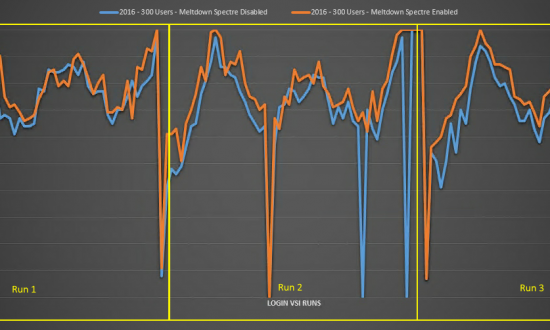 2016 - 300 Users - Meltdown Spectre Disabled
2016 - 300 Users - Meltdown Spectre Enabled
Run 1
Run 2
Run 3
LOGIN VSI RUNS